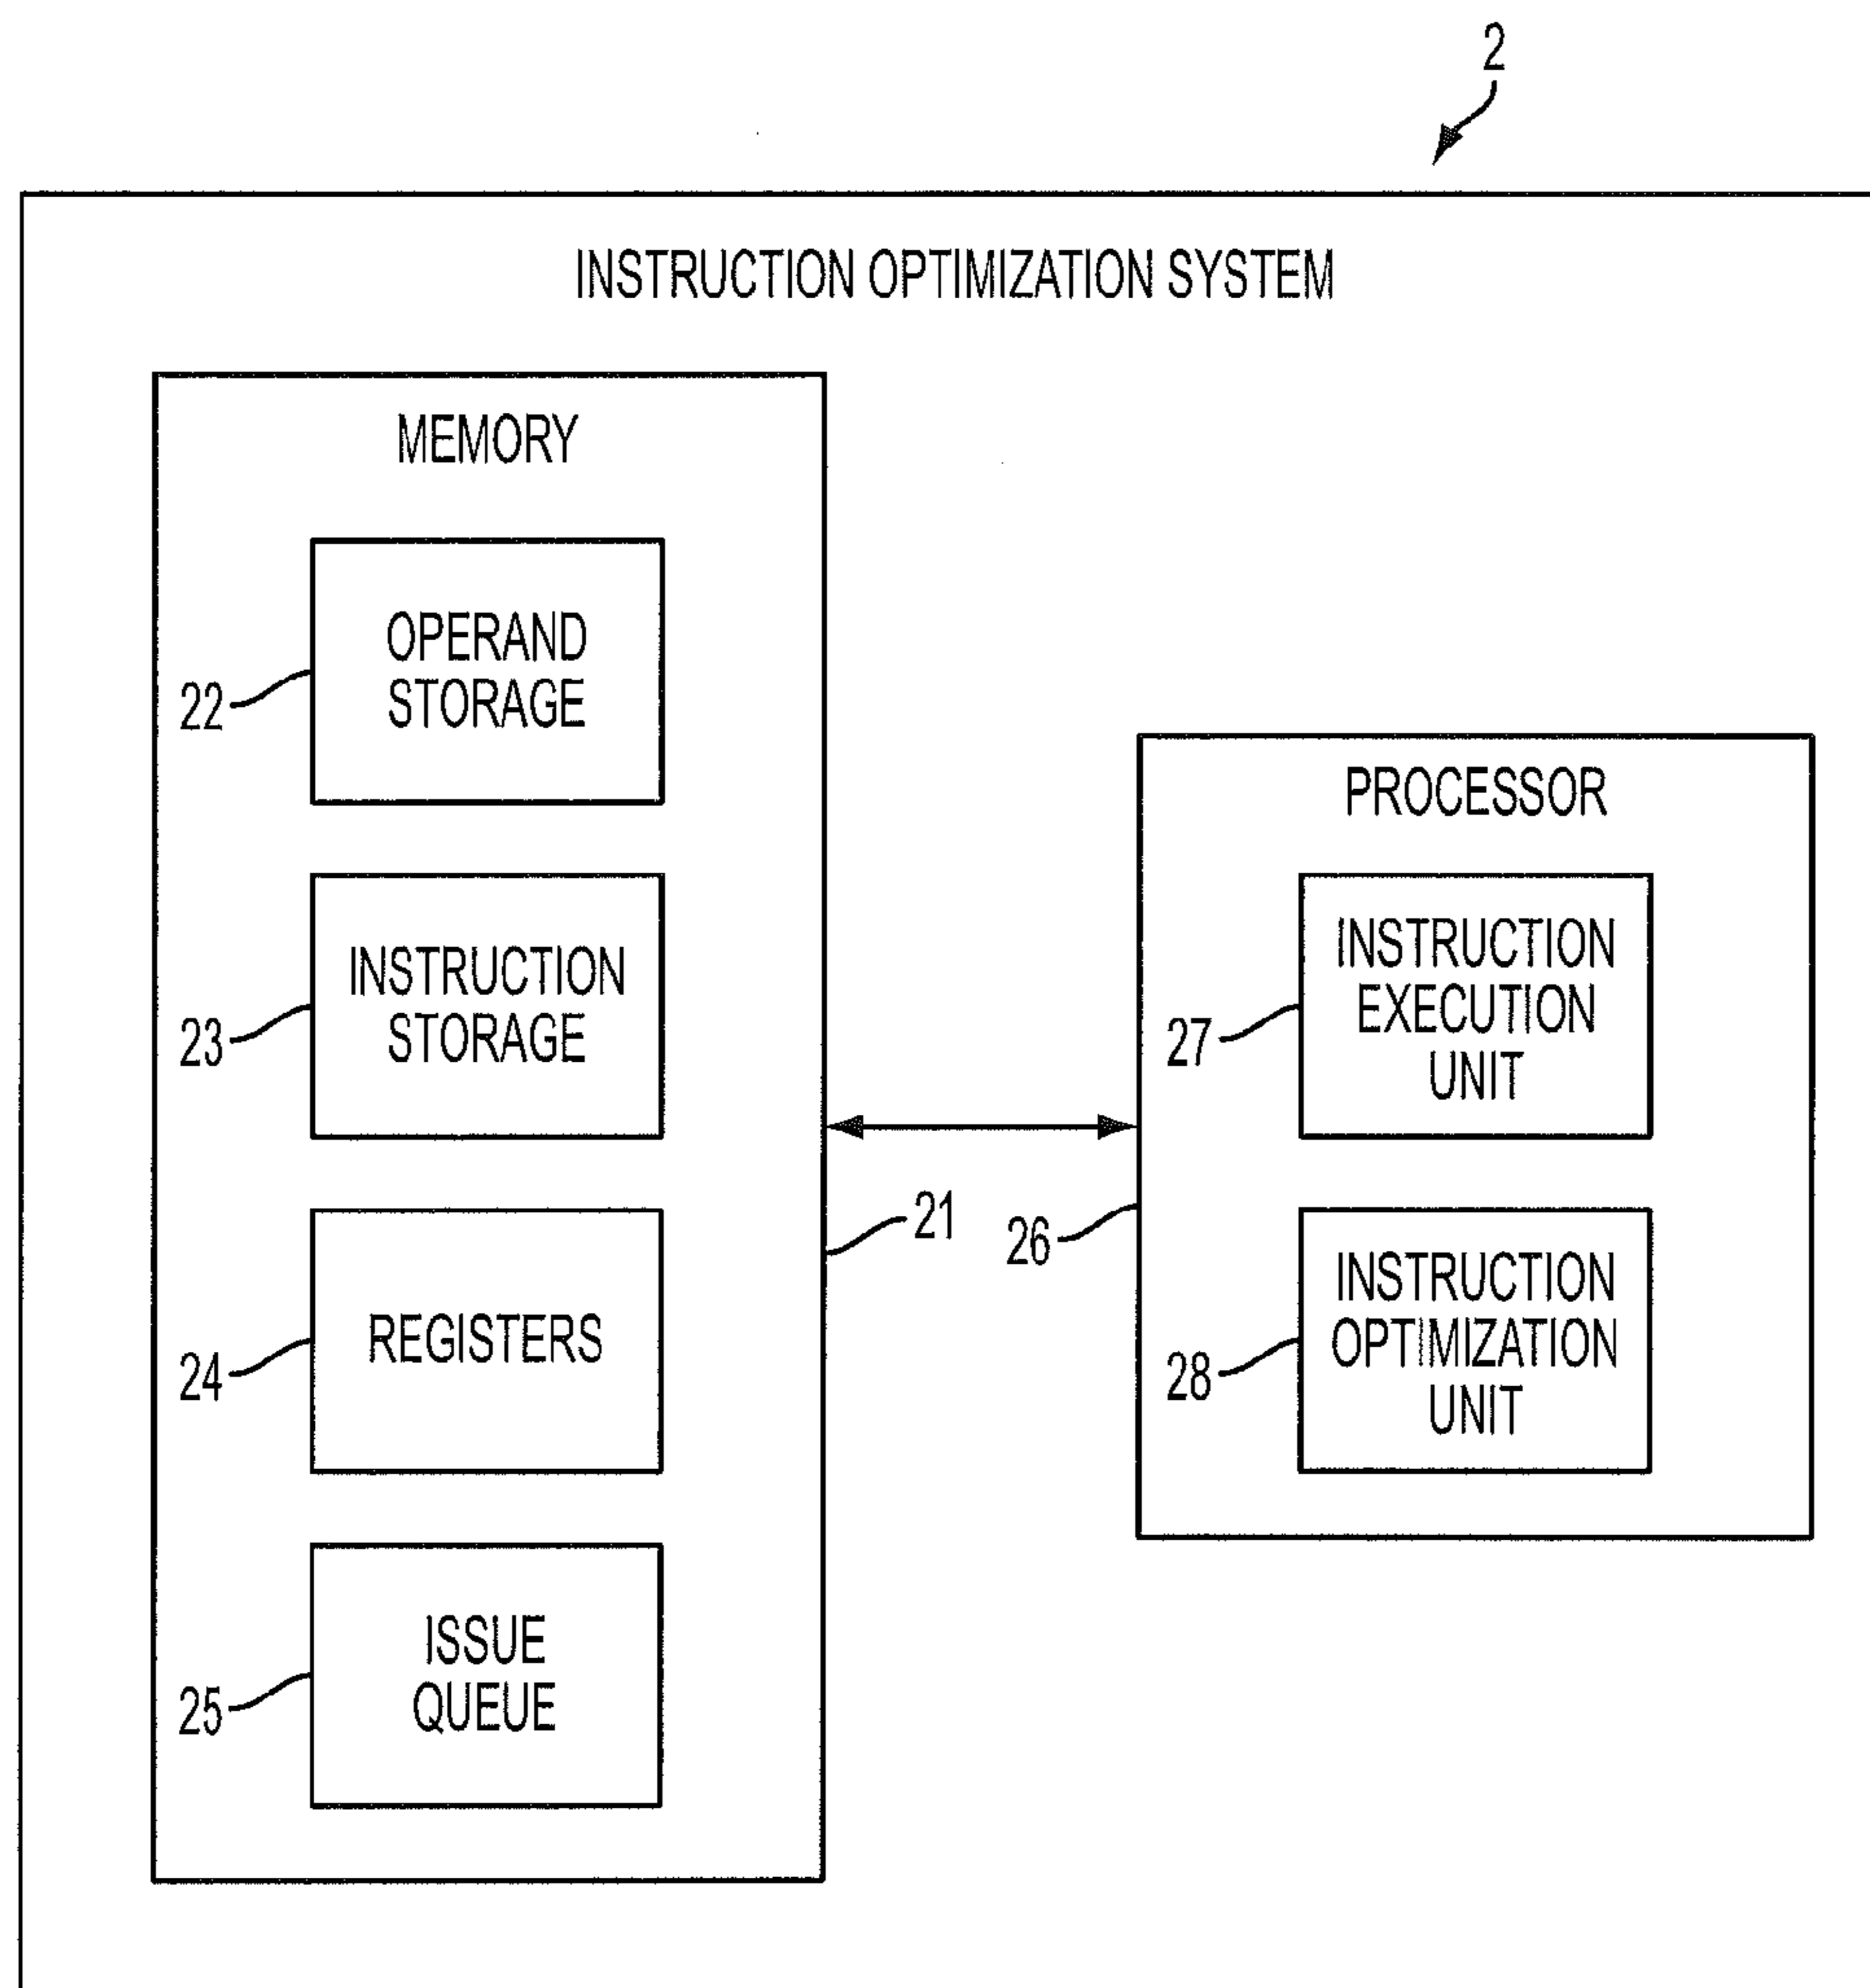 2
INSTRUCTION OPTIMIZATION SYSTEM
MEMORY
OPERAND
STORAGE
22
INSTRUCTION
STORAGE
23
REGISTERS
24
ISSUE
QUEUE
25
21
26
PROCESSOR
INSTRUCTION
EXECUTION
UNIT
27
INSTRUCTION
OPTIMIZATION
UNIT
28